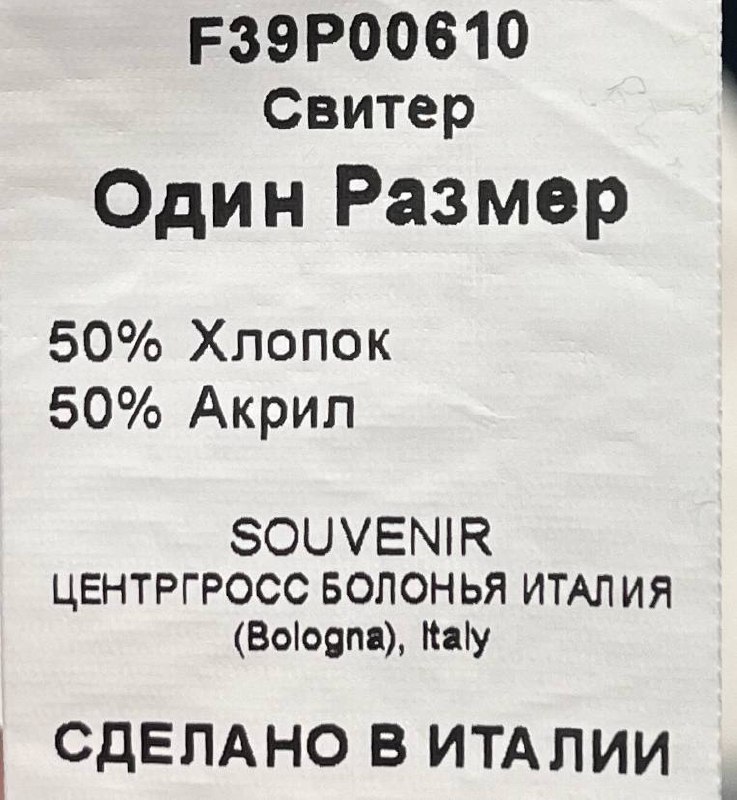 F39P00610
Свитер
Один Размер
50% Хлопок
50% Акрил
SOUVENIR
ЦЕНТРГРОСС БОЛОНЬЯ ИТАЛИЯ
(Bologna), Italy
СДЕЛАНО В ИТАЛИИ